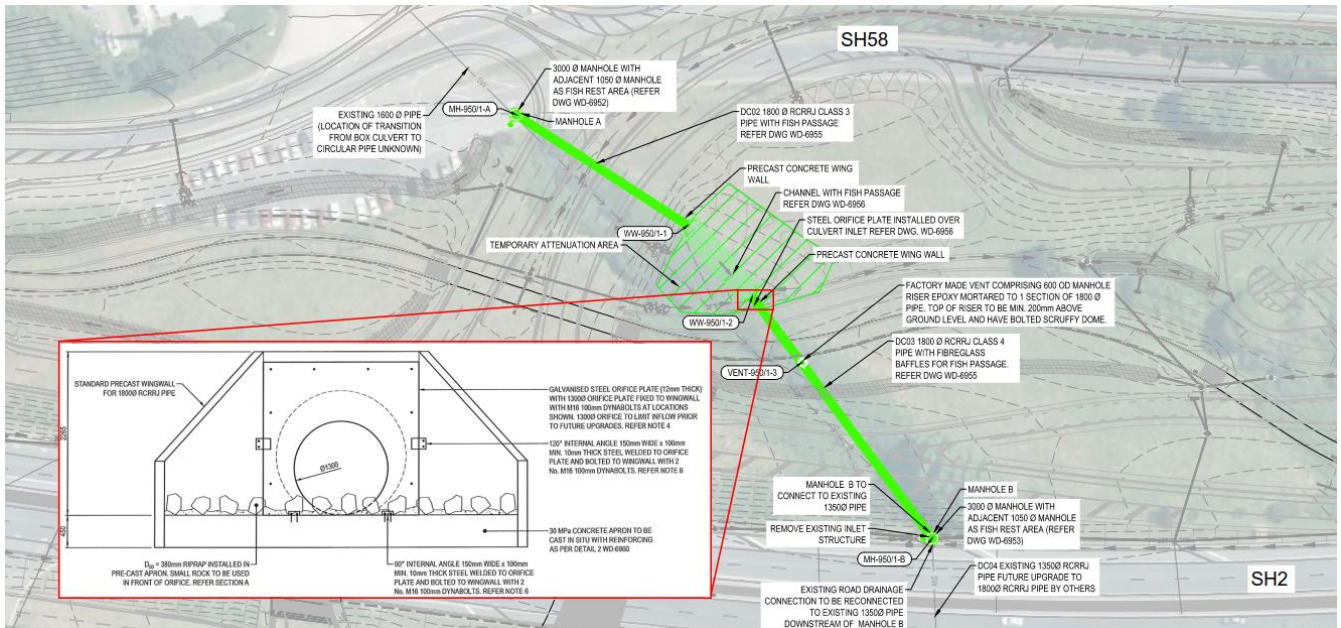 SH58
3000 Ø MANHOLE WITH
ADJACENT 1050 Ø MANHOLE
AS FISH REST AREA (REFER
DWG WD-6952)
MH-950/1-A
MANHOLE A
EXISTING 1600 Ø PIPE
(LOCATION OF TRANSITION
FROM BOX CULVERT TO
CIRCULAR PIPE UNKNOWN)
DC02 1800 Ø RCRRJ CLASS 3
PIPE WITH FISH PASSAGE
REFER DWG WD-6955
PRECAST CONCRETE WING
WALL
CHANNEL WITH FISH PASSAGE
REFER DWG WD-6956
STEEL ORIFICE PLATE INSTALLED OVER
CULVERT INLET REFER DWG. WD-6956
WW-950/1-1
TEMPORARY ATTENUATION AREA
PRECAST CONCRETE WING WALL
FACTORY MADE VENT COMPRISING 600 OD MANHOLE
RISER EPOXY MORTARED TO 1 SECTION OF 1800 Ø
PIPE. TOP OF RISER TO BE MIN. 200mm ABOVE
GROUND LEVEL AND HAVE BOLTED SCRUFFY DOME.
WW-950/1-2
DC03 1800 Ø RCRRJ CLASS 4
PIPE WITH FIBREGLASS
BAFFLES FOR FISH PASSAGE.
REFER DWG WD-6955
VENT-950/1-3
STANDARD PRECAST WINGWALL
FOR 1800Ø RCRRJ PIPE
GALVANISED STEEL ORIFICE PLATE (12mm THICK)
WITH 1300Ø ORIFICE PLATE FIXED TO WINGWALL
WITH M16 100mm DYNABOLTS AT LOCATIONS
SHOWN. 1300Ø ORIFICE TO LIMIT INFLOW PRIOR
TO FUTURE UPGRADES. REFER NOTE 4
2265
120° INTERNAL ANGLE 150mm WIDE x 100mm
MIN. 10mm THICK STEEL WELDED TO ORIFICE
PLATE AND BOLTED TO WINGWALL WITH 2
No. M16 100mm DYNABOLTS. REFER NOTE 6
Ø1300
450
30 MPa CONCRETE APRON TO BE
CAST IN SITU WITH REINFORCING
AS PER DETAIL 2 WD-6960
D50 = 380mm RIPRAP INSTALLED IN
PRE-CAST APRON. SMALL ROCK TO BE USED
IN FRONT OF ORIFICE. REFER SECTION A
90° INTERNAL ANGLE 150mm WIDE x 100mm
MIN. 10mm THICK STEEL WELDED TO ORIFICE
PLATE AND BOLTED TO WINGWALL WITH 2
No. M16 100mm DYNABOLTS. REFER NOTE 6
MANHOLE B TO
CONNECT TO EXISTING
1350Ø PIPE
MANHOLE B
REMOVE EXISTING INLET
STRUCTURE
3000 Ø MANHOLE WITH
ADJACENT 1050 Ø MANHOLE
AS FISH REST AREA (REFER
DWG WD-6953)
MH-950/1-B
DC04 EXISTING 1350Ø RCRRJ
PIPE FUTURE UPGRADE TO
1800Ø RCRRJ PIPE BY OTHERS
SH2
EXISTING ROAD DRAINAGE
CONNECTION TO BE RECONNECTED
TO EXISTING 1350Ø PIPE
DOWNSTREAM OF MANHOLE B